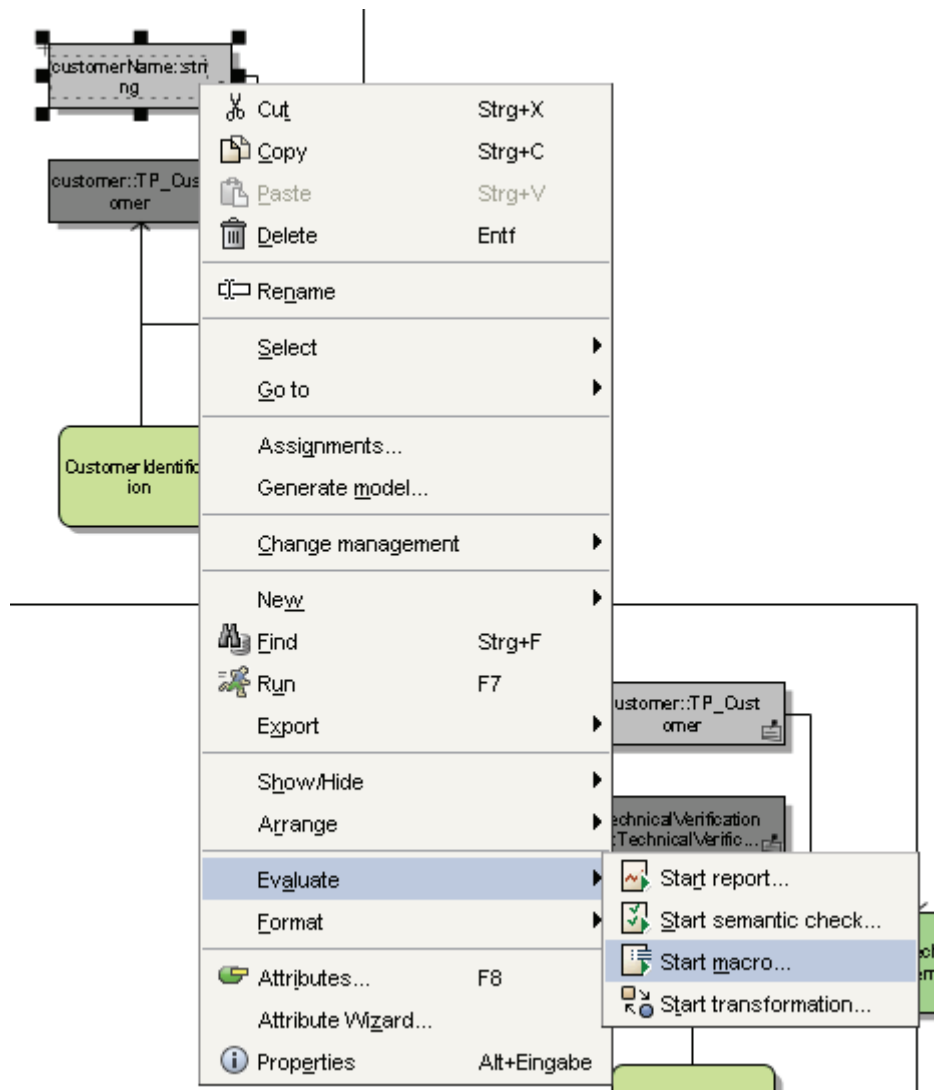 customerName::stri
ng
customer::TP_Cus
omer
CustomerIdentific
ion
Cut Strg+X
Copy Strg+C
Paste Strg+V
Delete Entf
Rename
Select
Go to
Assignments...
Generate model...
Change management
New
Find Strg+F
Run F7
Export
Show/Hide
Arrange
Evaluate
Format
Attributes... F8
Attribute Wizard...
Properties Alt+Eingabe
ustomer::TP_Cust
omer
echnicalVerification
:TechnicalVerific...
Start report...
Start semantic check...
Start macro...
Start transformation...